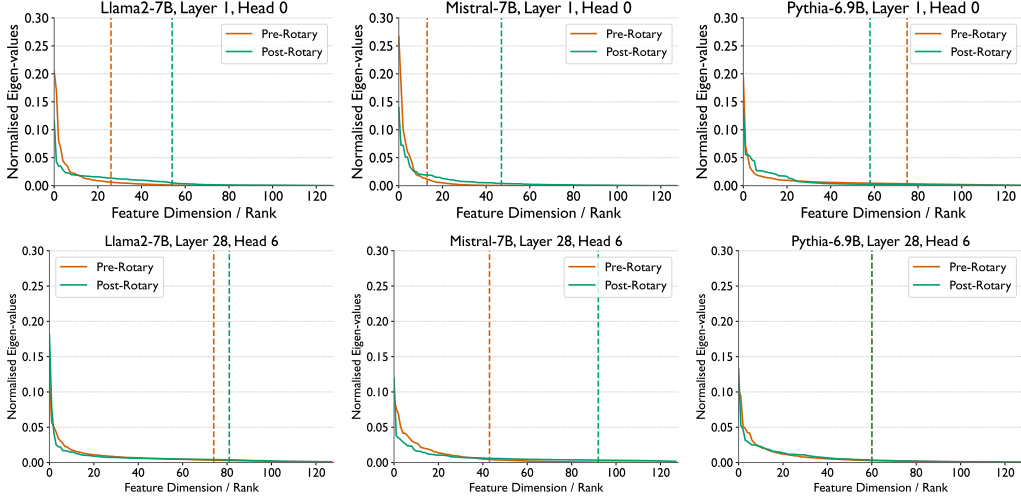 Llama2-7B, Layer 1, Head 0
Normalised Eigen-values
0.30
0.25
0.20
0.15
0.10
0.05
0.00
Pre-Rotary
Post-Rotary
0 20 40 60 80 100 120
Feature Dimension / Rank
Mistral-7B, Layer 1, Head 0
Normalised Eigen-values
0.30
0.25
0.20
0.15
0.10
0.05
0.00
Pre-Rotary
Post-Rotary
0 20 40 60 80 100 120
Feature Dimension / Rank
Pythia-6.9B, Layer 1, Head 0
Normalised Eigen-values
0.30
0.25
0.20
0.15
0.10
0.05
0.00
Pre-Rotary
Post-Rotary
0 20 40 60 80 100 120
Feature Dimension / Rank
Llama2-7B, Layer 28, Head 6
Normalised Eigen-values
0.30
0.25
0.20
0.15
0.10
0.05
0.00
Pre-Rotary
Post-Rotary
0 20 40 60 80 100 120
Feature Dimension / Rank
Mistral-7B, Layer 28, Head 6
Normalised Eigen-values
0.30
0.25
0.20
0.15
0.10
0.05
0.00
Pre-Rotary
Post-Rotary
0 20 40 60 80 100 120
Feature Dimension / Rank
Pythia-6.9B, Layer 28, Head 6
Normalised Eigen-values
0.30
0.25
0.20
0.15
0.10
0.05
0.00
Pre-Rotary
Post-Rotary
0 20 40 60 80 100 120
Feature Dimension / Rank